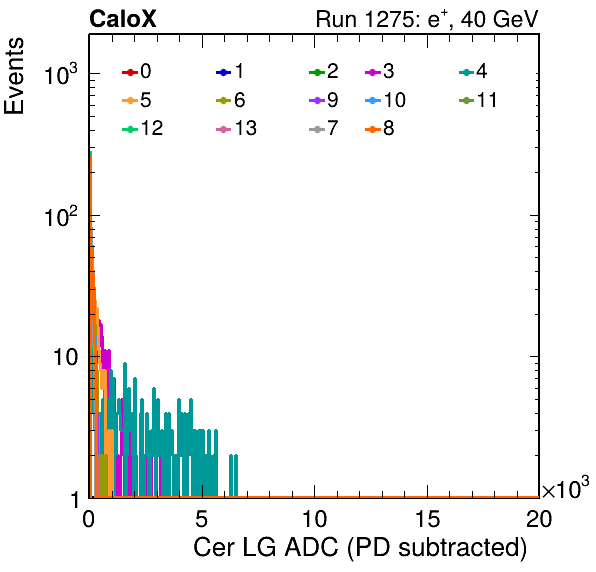 CaloX Run 1275: e+, 40 GeV
Events
10³
0 1 2 3 4
5 6 9 10 11
12 13 7 8
10²
10
1
0 5 10 15 20
×10³
Cer LG ADC (PD subtracted)